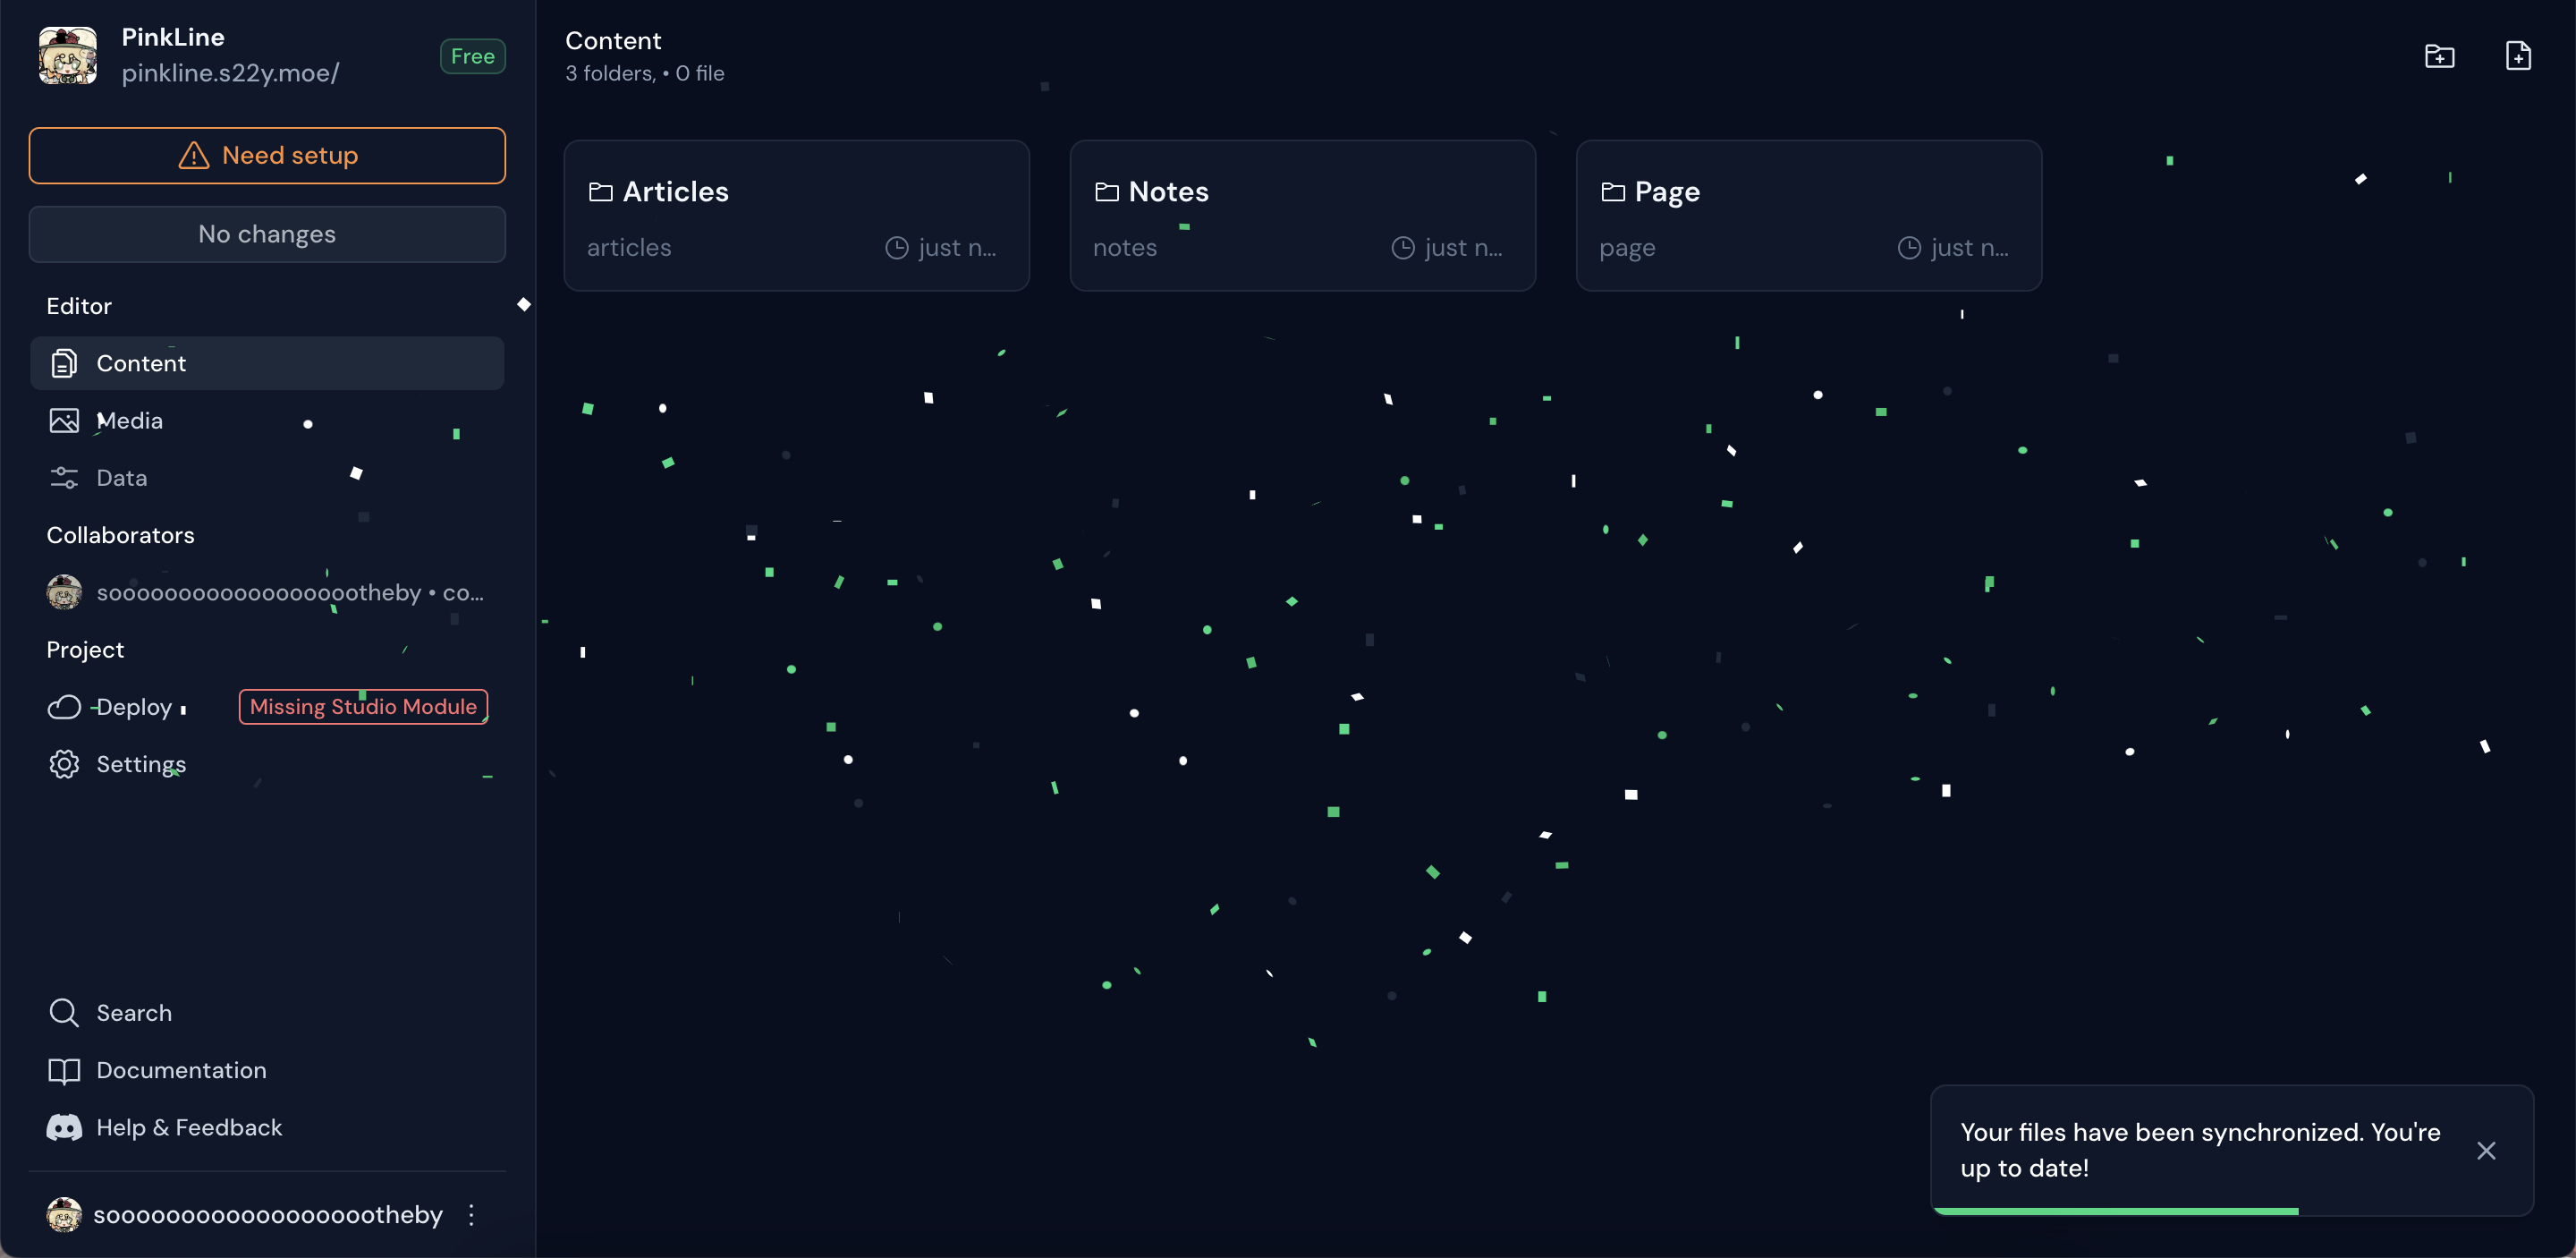 PinkLine
pinkline.s22y.moe/
Free
Need setup
No changes
Editor
Content
Media
Data
Collaborators
sooooooooooooooooootheby • co...
Project
Deploy
Missing Studio Module
Settings
Search
Documentation
Help & Feedback
sooooooooooooooooootheby
Content
3 folders, • 0 file
Articles
articles
just n...
Notes
notes
just n...
Page
page
just n...
Your files have been synchronized. You're
up to date!